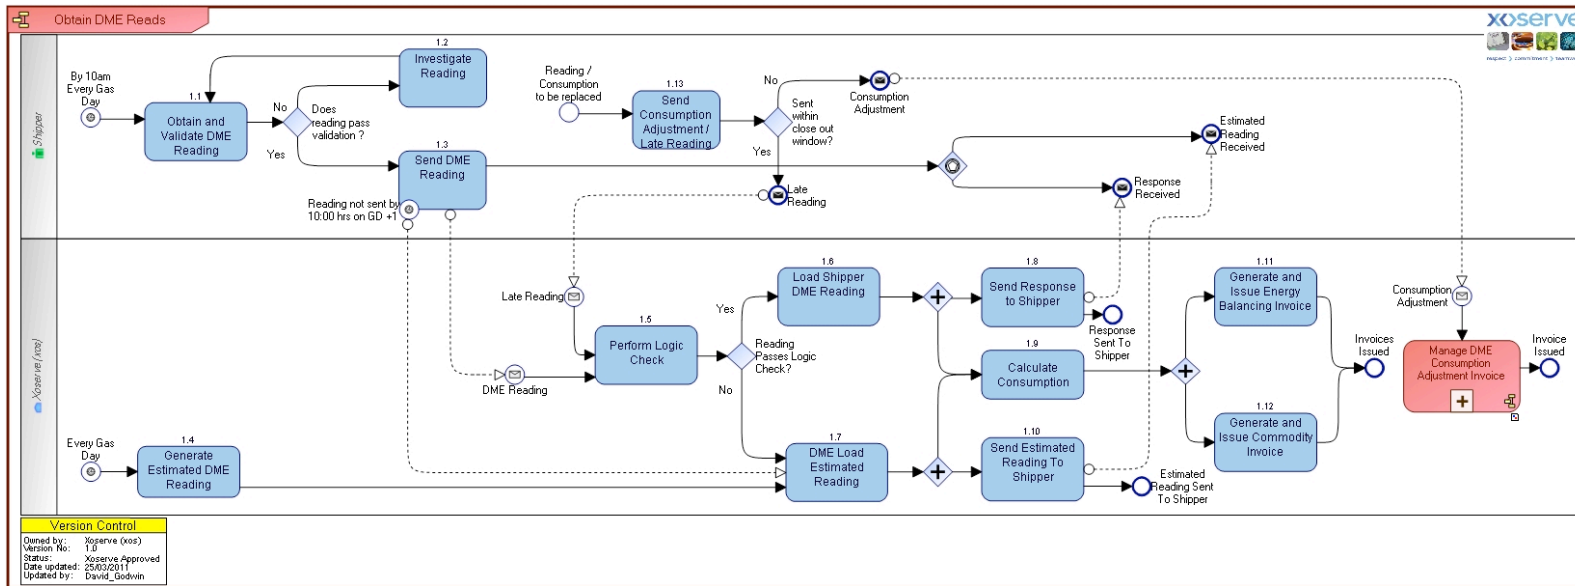 Obtain DME Reads
xoserve
respect > commitment > teamwork
Shipper
By 10am
Every Gas
Day
1.1
Obtain and
Validate DME
Reading
No
Does
reading pass
validation ?
Yes
1.2
Investigate
Reading
1.3
Send DME
Reading
Reading not sent by
10:00 hrs on GD +1
Reading /
Consumption
to be replaced
1.13
Send
Consumption
Adjustment /
Late Reading
No
Sent
within
close out
window?
Yes
Consumption
Adjustment
Late
Reading
Estimated
Reading
Received
Response
Received
Xoserve (xos)
Late Reading
DME Reading
1.5
Perform Logic
Check
Yes
Reading
Passes Logic
Check?
No
1.6
Load Shipper
DME Reading
1.8
Send Response
to Shipper
Response
Sent To
Shipper
1.9
Calculate
Consumption
1.11
Generate and
Issue Energy
Balancing Invoice
Invoices
Issued
1.12
Generate and
Issue Commodity
Invoice
Consumption
Adjustment
Manage DME
Consumption
Adjustment Invoice
Invoice
Issued
Every Gas
Day
1.4
Generate
Estimated DME
Reading
1.7
DME Load
Estimated
Reading
1.10
Send Estimated
Reading To
Shipper
Estimated
Reading Sent
To Shipper
Version Control
Owned by: Xoserve (xos)
Version No: 1.0
Status: Xoserve Approved
Date updated: 25/03/2011
Updated by: David_Godwin